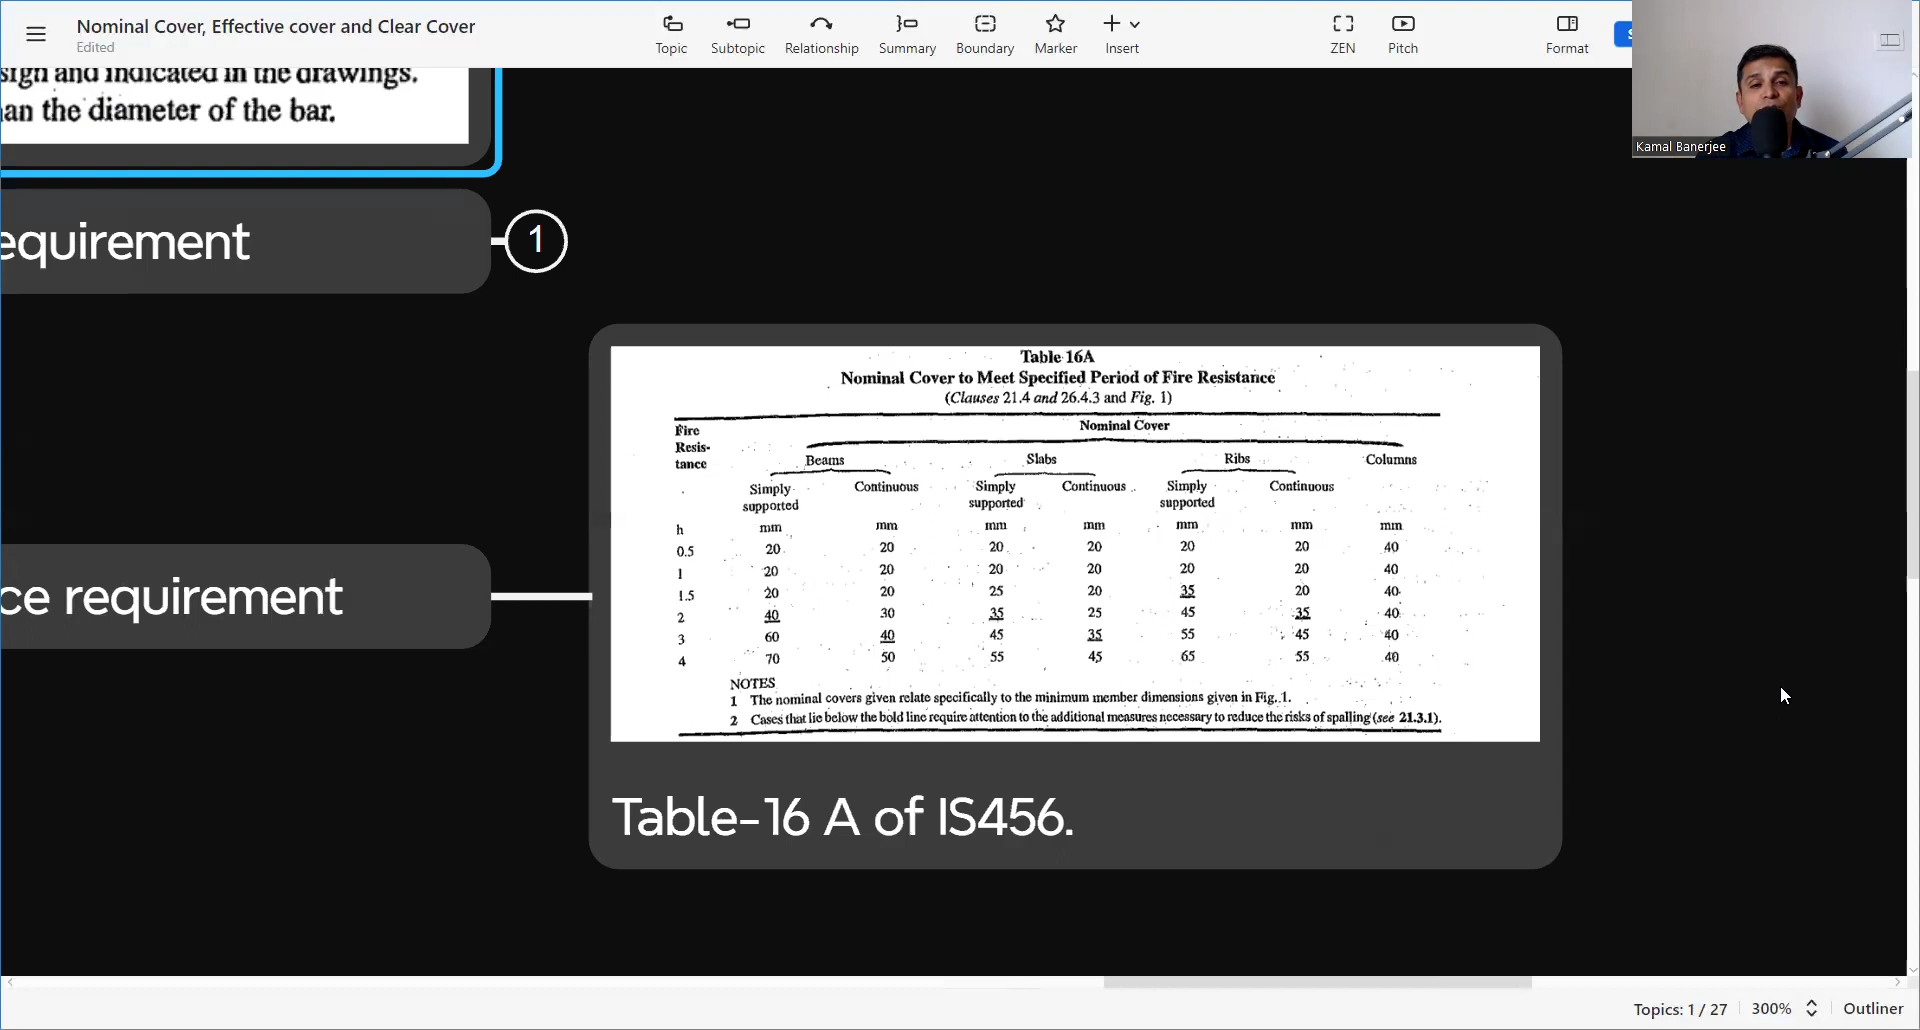 Nominal Cover, Effective cover and Clear Cover
Edited
Topic Subtopic Relationship Summary Boundary Marker Insert ZEN Pitch Format
Kamal Banerjee
sign and indicated in the drawings.
an the diameter of the bar.
equirement
1
Table 16A
Nominal Cover to Meet Specified Period of Fire Resistance
(Clauses 21.4 and 26.4.3 and Fig. 1)
Fire Nominal Cover
Resis-
tance Beams Slabs Ribs Columns
Simply Continuous Simply Continuous Simply Continuous
supported supported supported
h mm mm mm mm mm mm mm
0.5 20 20 20 20 20 20 40
1 20 20 20 20 20 20 40
1.5 20 20 25 20 35 20 40
2 40 30 35 25 45 35 40
3 60 40 45 35 55 45 40
4 70 50 55 45 65 55 40
NOTES
1 The nominal covers given relate specifically to the minimum member dimensions given in Fig. 1.
2 Cases that lie below the bold line require attention to the additional measures necessary to reduce the risks of spalling (see 21.3.1).
ce requirement
Table-16 A of IS456.
Topics: 1 / 27 300% Outliner